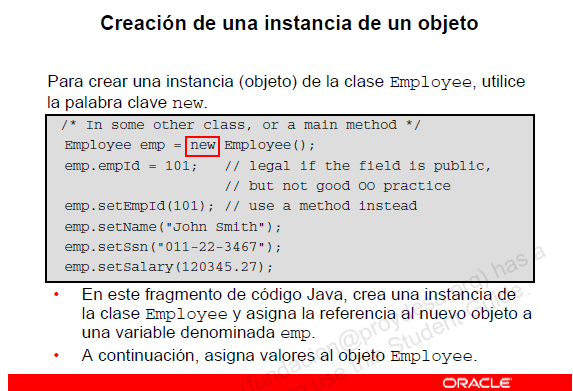 Creación de una instancia de un objeto
Para crear una instancia (objeto) de la clase Employee, utilice
la palabra clave new.
/* In some other class, or a main method */
Employee emp = new Employee();
emp.empId = 101;   // legal if the field is public,
// but not good OO practice
emp.setEmpId(101); // use a method instead
emp.setName("John Smith");
emp.setSsn("011-22-3467");
emp.setSalary(120345.27);
• En este fragmento de código Java, crea una instancia de
la clase Employee y asigna la referencia al nuevo objeto a
una variable denominada emp.
• A continuación, asigna valores al objeto Employee.
has a
Student Guide.
ORACLE